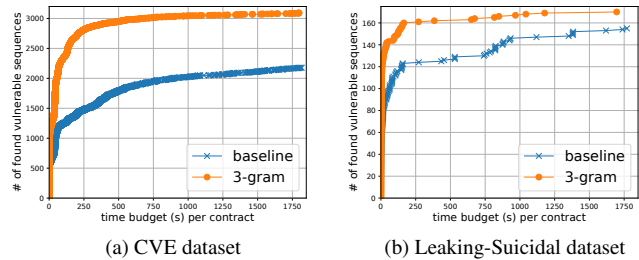 # of found vulnerable sequences
3000
2500
2000
1500
1000
500
0
baseline
3-gram
0 250 500 750 1000 1250 1500 1750
time budget (s) per contract
(a) CVE dataset
# of found vulnerable sequences
160
140
120
100
80
60
40
20
0
baseline
3-gram
0 250 500 750 1000 1250 1500 1750
time budget (s) per contract
(b) Leaking-Suicidal dataset